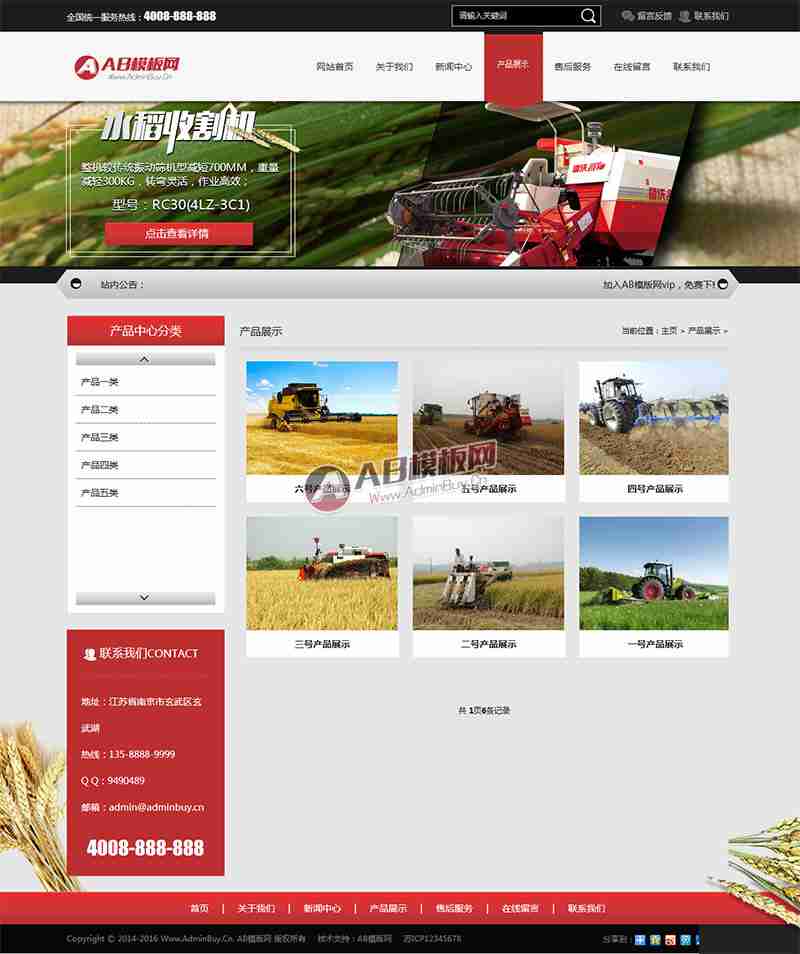 全国统一服务热线：4008-888-888
请输入关键词
留言反馈 联系我们
AB模板网
Www.AdminBuy.Cn
网站首页 关于我们 新闻中心 产品展示 售后服务 在线留言 联系我们
水稻收割机
整机较传统振动筛机型减短700MM，重量
减轻300KG，转弯灵活，作业高效；
型号：RC30(4LZ-3C1)
点击查看详情
站内公告：
加入AB模版网vip，免费下!
产品中心分类
产品展示
当前位置：主页 > 产品展示 >
产品一类
产品二类
产品三类
产品四类
产品五类
六号产品展示
五号产品展示
四号产品展示
AB模板网
Www.AdminBuy.Cn
三号产品展示
二号产品展示
一号产品展示
共 1页6条记录
联系我们CONTACT
地址：江苏省南京市玄武区玄
武湖
热线：135-8888-9999
Q Q：9490489
邮箱：admin@adminbuy.cn
4008-888-888
首页 | 关于我们 | 新闻中心 | 产品展示 | 售后服务 | 在线留言 | 联系我们
Copyright © 2014-2016 Www.AdminBuy.Cn. AB模板网 版权所有 技术支持：AB模板网 苏ICP12345678
分享到：